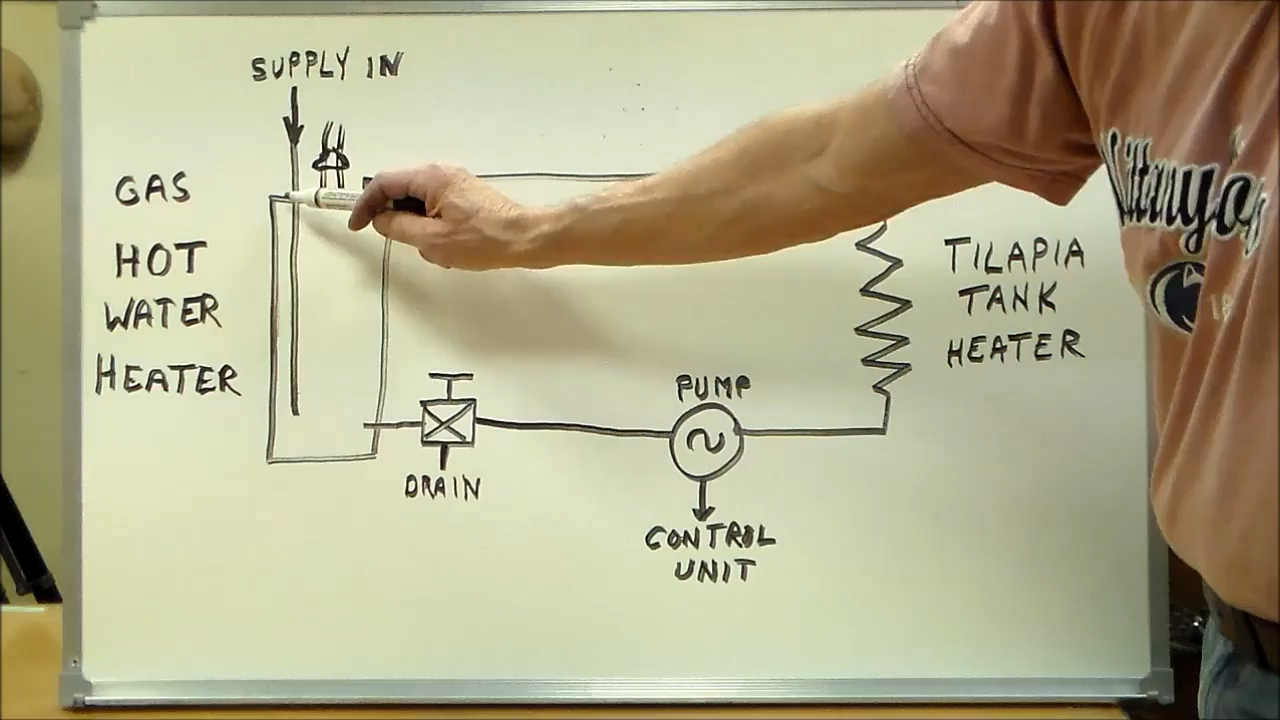 SUPPLY IN
GAS
HOT
WATER
HEATER
TILAPIA
TANK
HEATER
PUMP
DRAIN
CONTROL
UNIT